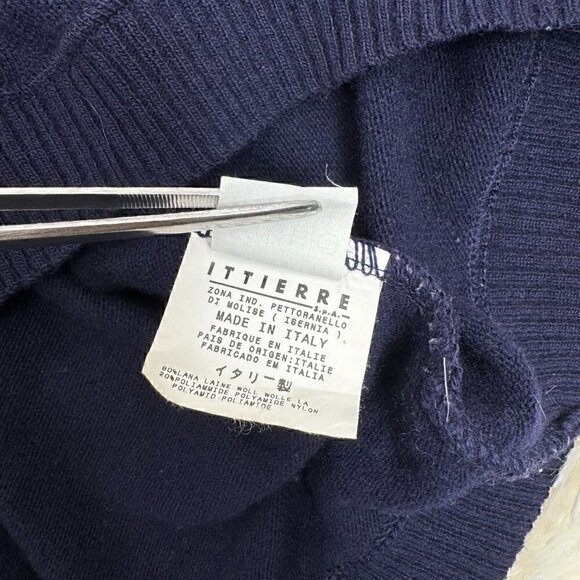 ITTIERRE
S.p.A.
ZONA IND. PETTORANELLO
DI MOLISE ( ISERNIA )
MADE IN ITALY
FABRIQUE EN ITALIE
PAIS DE ORIGEN:ITALIE
FABRICADO EM ITALIA
イタリー製
80%LANA LAINE WOLL WOLLE LA
20%POLIAMMIDE POLYAMIDE NYLON
POLYAMID-POLIAMIDE